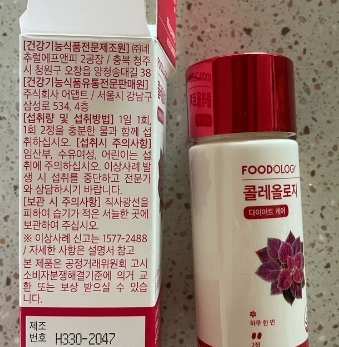 [건강기능식품전문제조원] ㈜네
추럴에프앤피 2공장 / 충북 청주
시 청원구 오창읍 양청송대길 38
[건강기능식품유통전문판매원]
주식회사 어댑트 / 서울시 강남구
삼성로 534, 4층
[섭취량 및 섭취방법] 1일 1회,
1회 2정을 충분한 물과 함께 섭
취하십시오. [섭취시 주의사항]
임산부, 수유여성, 어린이는 섭
취에 주의하십시오. 이상사례 발
생시 섭취를 중단하고 전문가
와 상담하시기 바랍니다.
[보관 시 주의사항] 직사광선을
피하여 습기가 적은 서늘한 곳에
보관하여 주십시오.
※ 이상사례 신고는 1577-2488
/ 자세한 사항은 설명서 참고
본 제품은 공정거래위원회 고시
소비자분쟁해결기준에 의거 교
환 또는 보상 받으실 수 있습
니다.
제조
번호 H330-2047
FOODOLOGY
콜레올로지
다이어트 케어
하루 한 번
2정